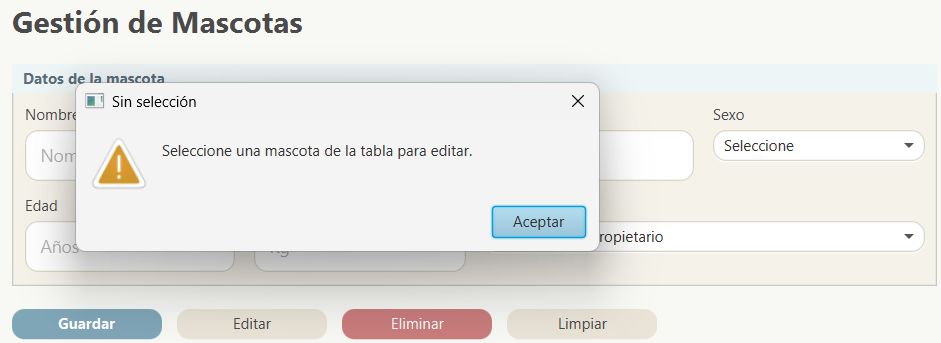 Gestión de Mascotas
Datos de la mascota
Sin selección
Seleccione una mascota de la tabla para editar.
Aceptar
Nombre
Nom
Sexo
Seleccione
Edad
Años
Kg
ropietario
Guardar
Editar
Eliminar
Limpiar